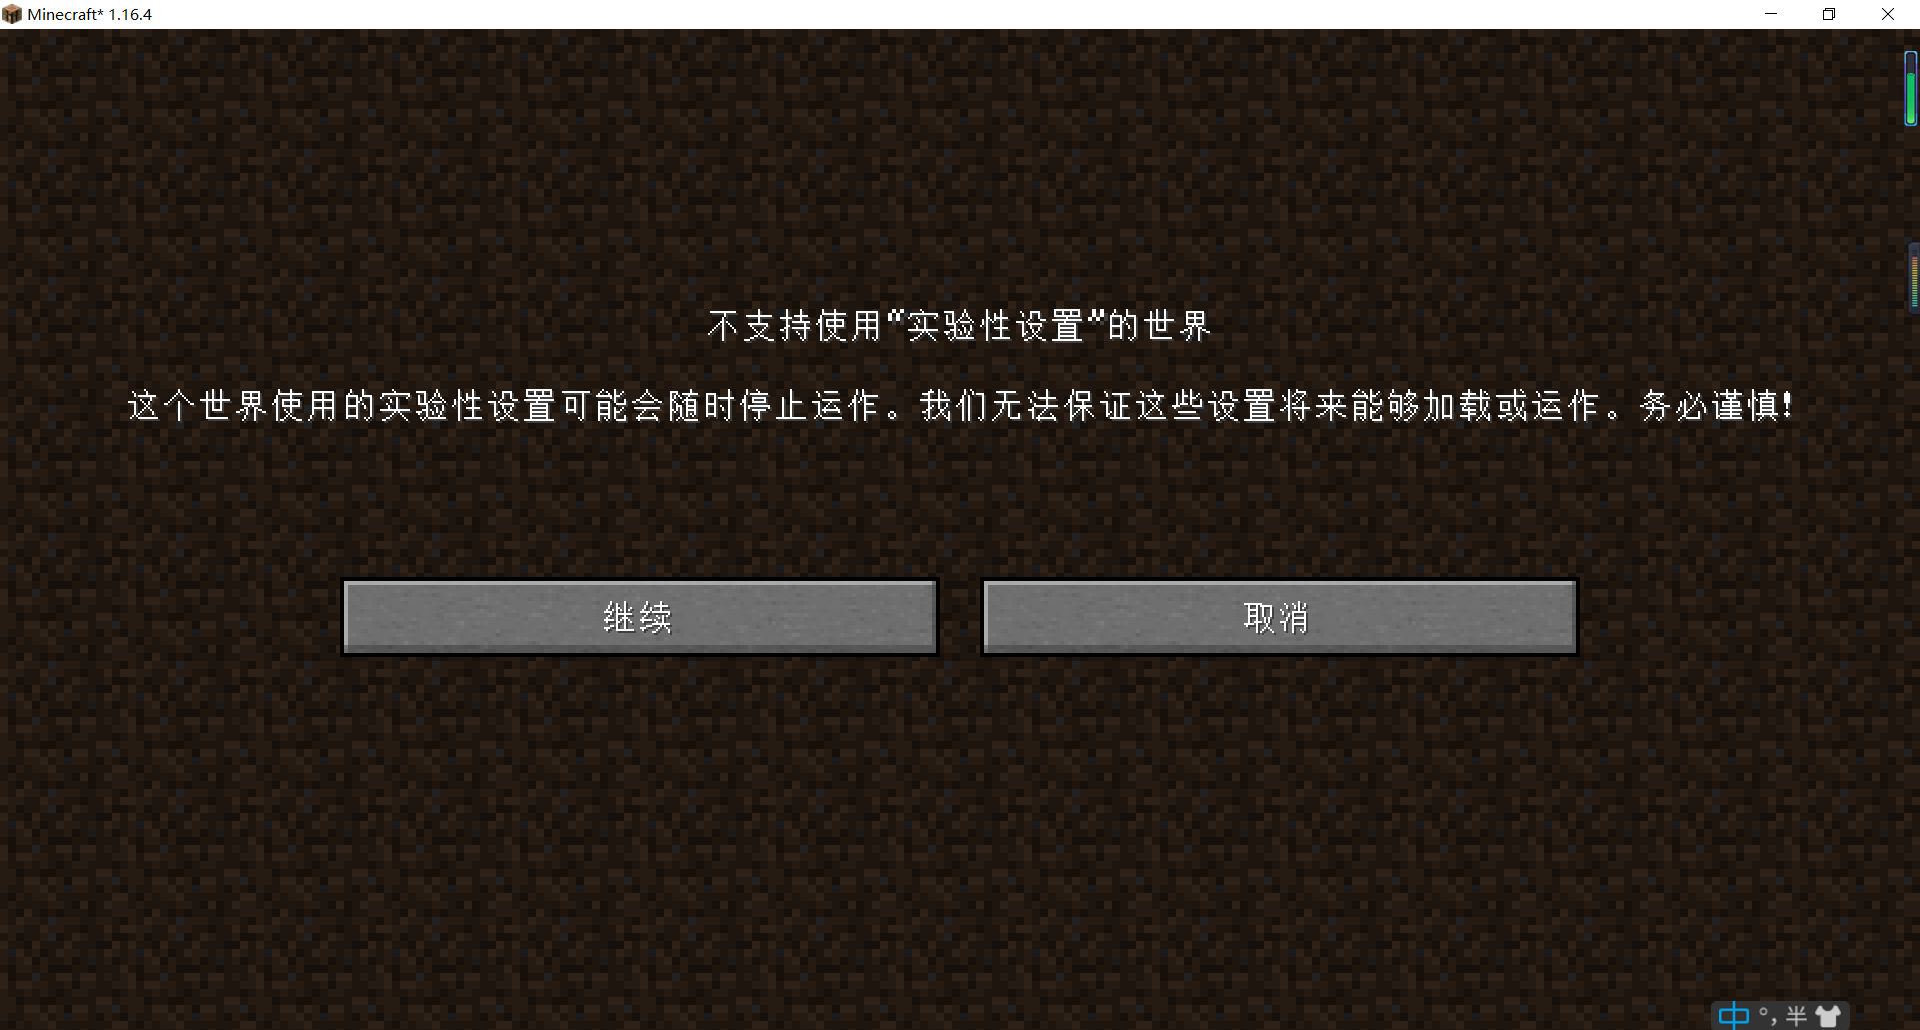 Minecraft* 1.16.4
不支持使用"实验性设置"的世界
这个世界使用的实验性设置可能会随时停止运作。我们无法保证这些设置将来能够加载或运作。务必谨慎!
继续
取消
中 °, 半